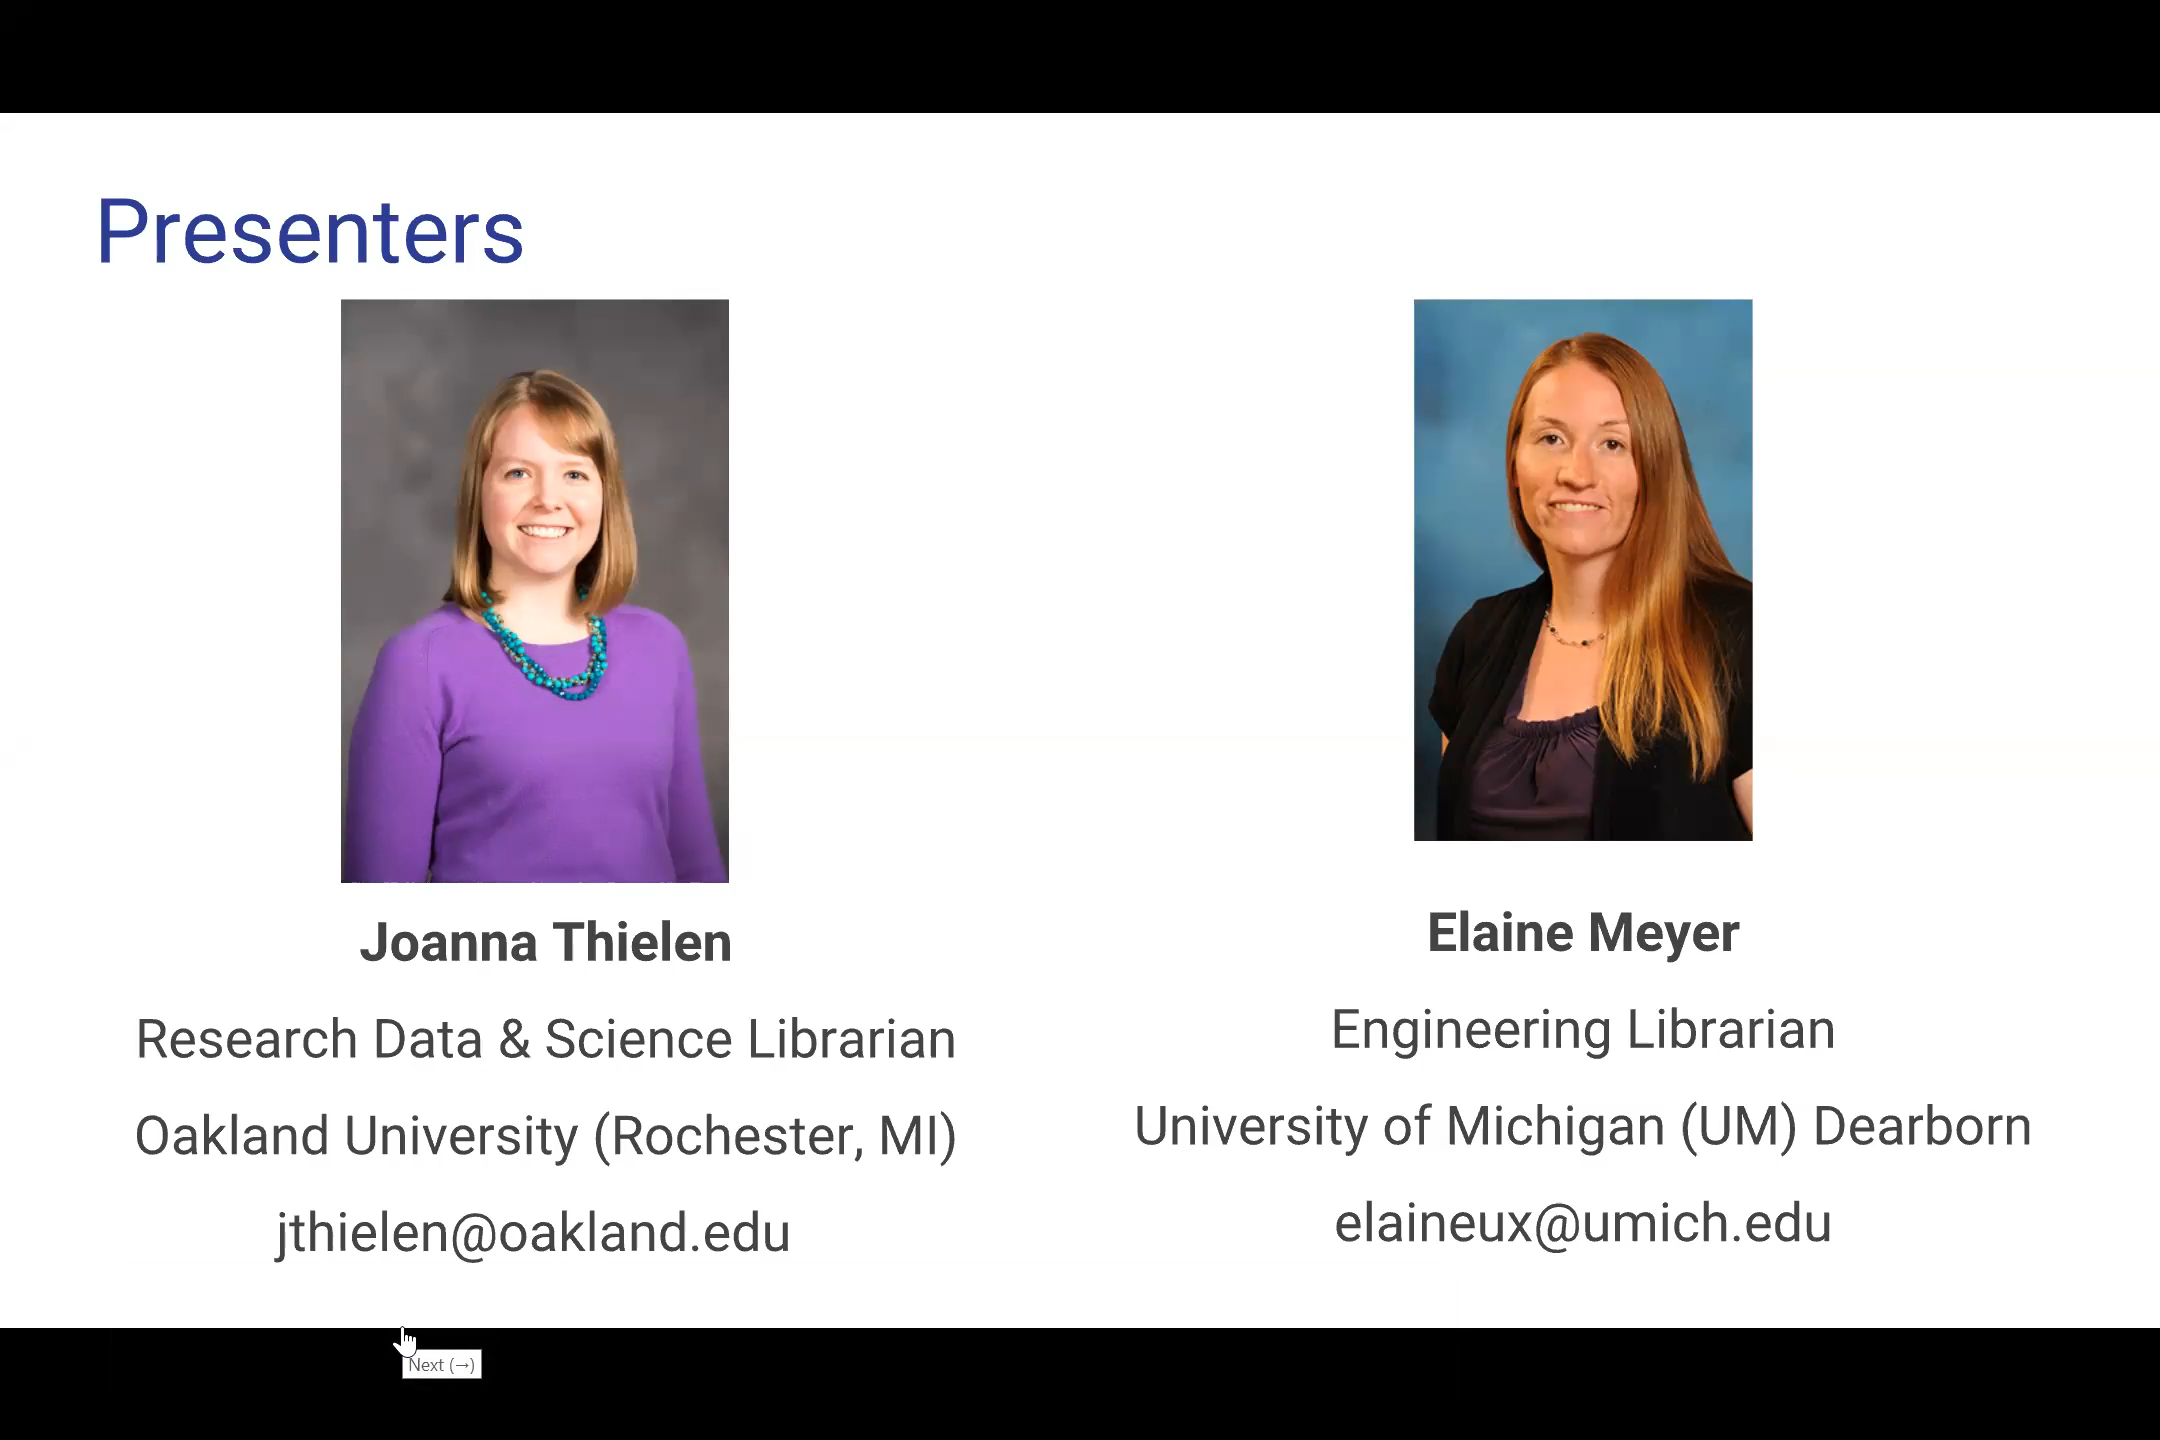 Presenters
Joanna Thielen
Research Data & Science Librarian
Oakland University (Rochester, MI)
jthielen@oakland.edu
Elaine Meyer
Engineering Librarian
University of Michigan (UM) Dearborn
elaineux@umich.edu
Next (→)